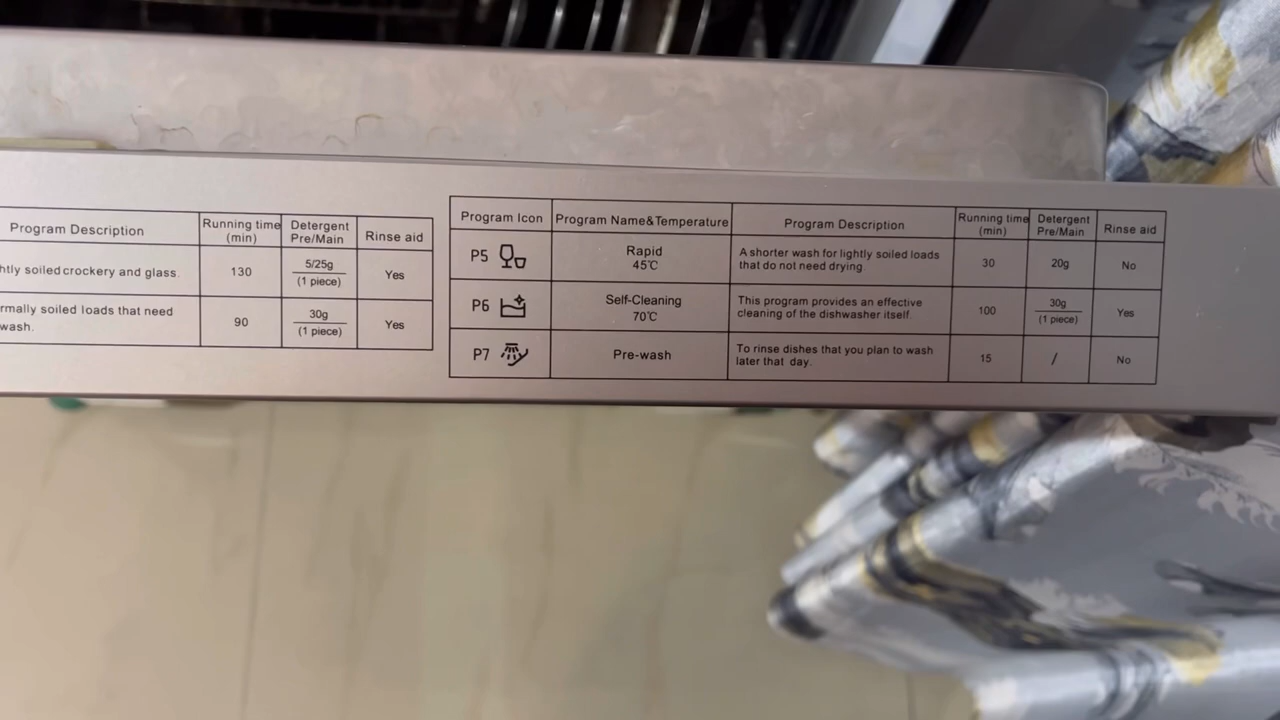 Program Description
Running time
(min)
Detergent
Pre/Main
Rinse aid
htly soiled crockery and glass.
130
5/25g
(1 piece)
Yes
rmally soiled loads that need
wash.
90
30g
(1 piece)
Yes
Program Icon
Program Name&Temperature
Program Description
Running time
(min)
Detergent
Pre/Main
Rinse aid
P5
Rapid
45℃
A shorter wash for lightly soiled loads
that do not need drying.
30
20g
No
P6
Self-Cleaning
70℃
This program provides an effective
cleaning of the dishwasher itself.
100
30g
(1 piece)
Yes
P7
Pre-wash
To rinse dishes that you plan to wash
later that day.
15
/
No